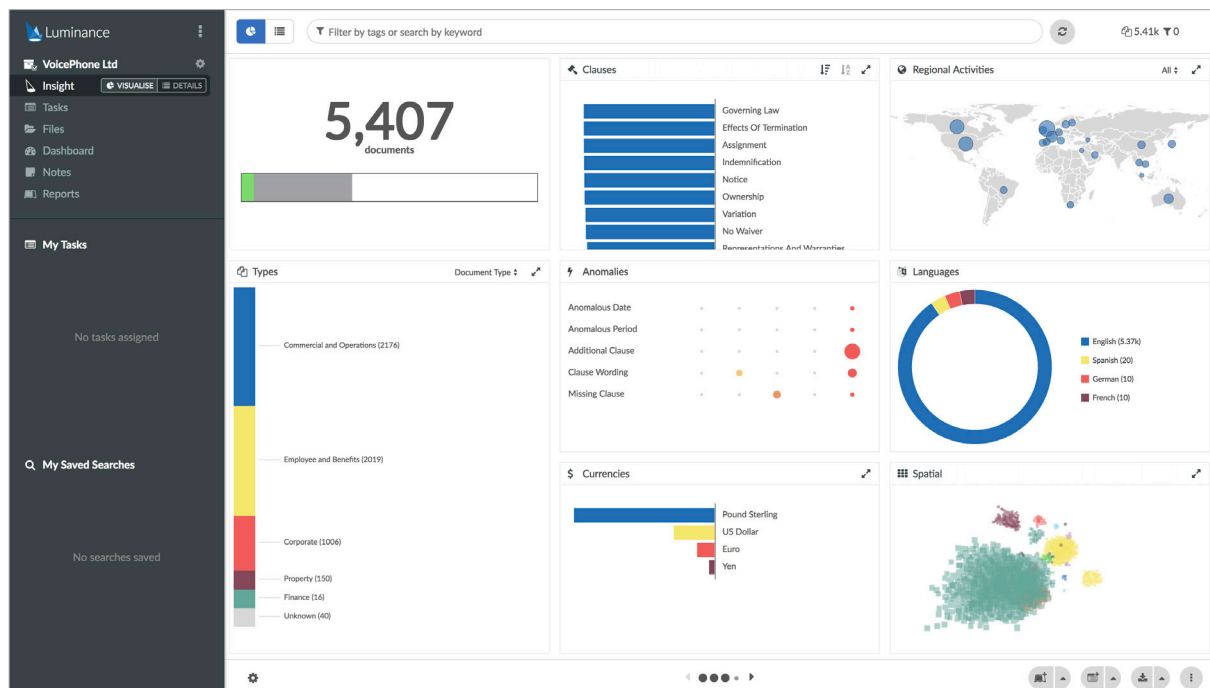 Luminance
VoicePhone Ltd
Insight
VISUALISE
DETAILS
Tasks
Files
Dashboard
Notes
Reports
My Tasks
No tasks assigned
My Saved Searches
No searches saved
Filter by tags or search by keyword
5.41k
0
5,407
documents
Clauses
Governing Law
Effects Of Termination
Assignment
Indemnification
Notice
Ownership
Variation
No Waiver
Representations And Warranties
Regional Activities
All
Types
Document Type
Commercial and Operations (2176)
Employee and Benefits (2019)
Corporate (1006)
Property (150)
Finance (16)
Unknown (40)
Anomalies
Anomalous Date
Anomalous Period
Additional Clause
Clause Wording
Missing Clause
Languages
English (5.37k)
Spanish (20)
German (10)
French (10)
$ Currencies
Pound Sterling
US Dollar
Euro
Yen
Spatial